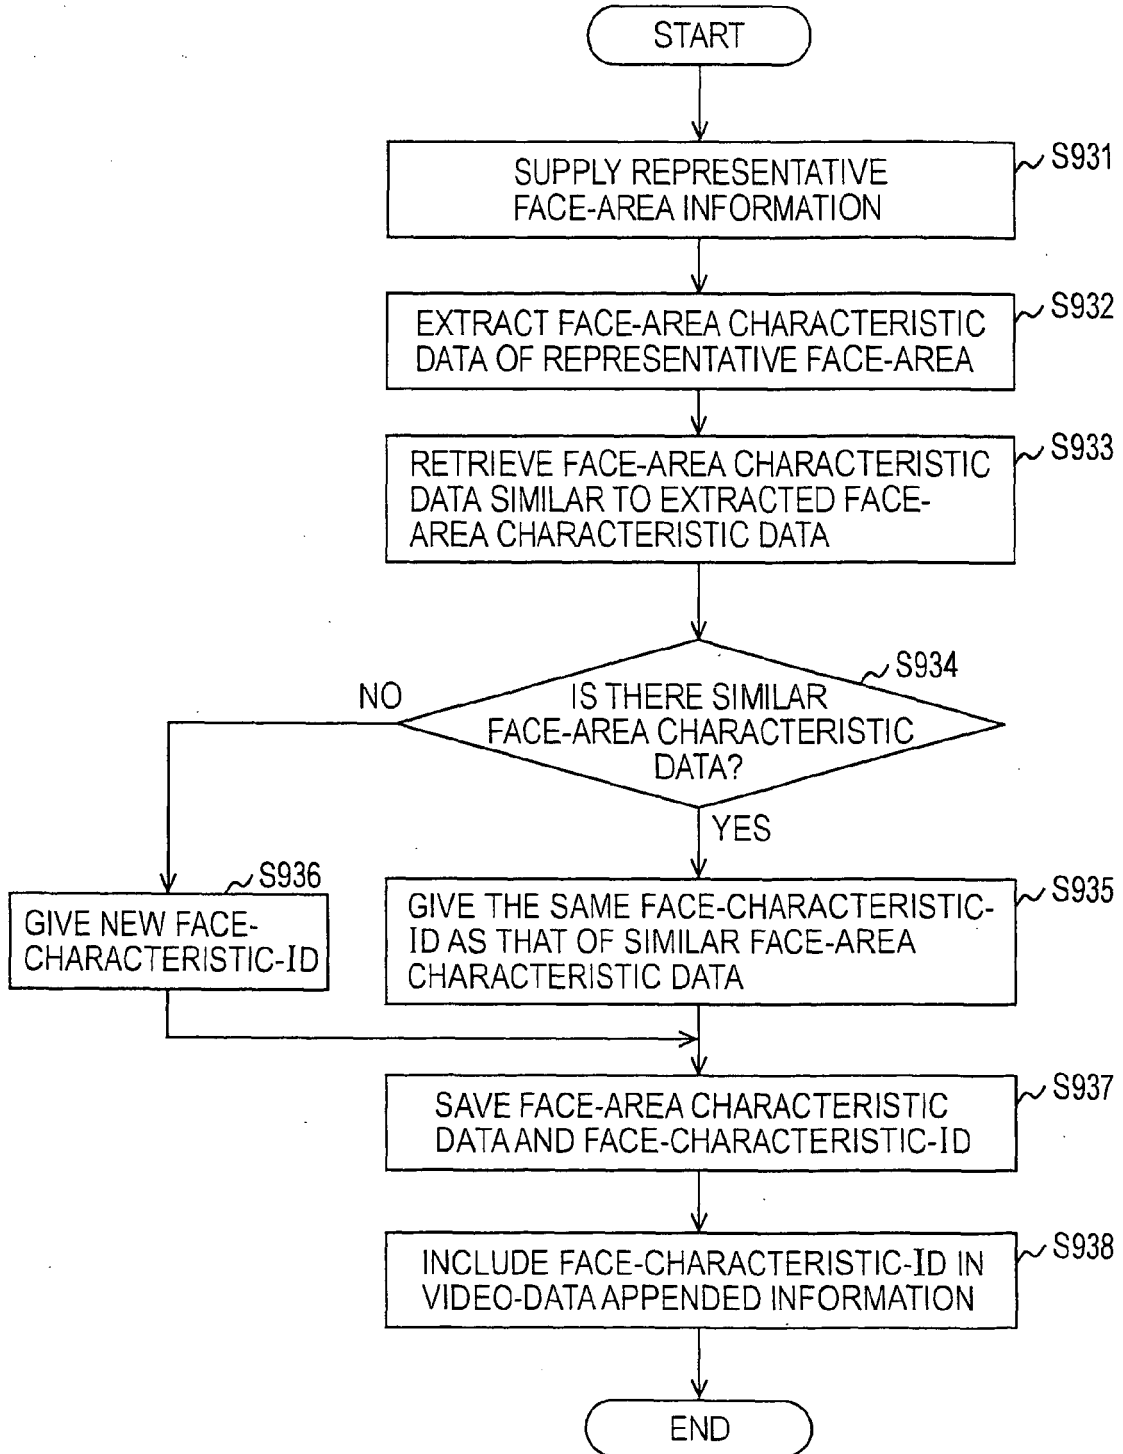 START
S931
SUPPLY REPRESENTATIVE
FACE-AREA INFORMATION
S932
EXTRACT FACE-AREA CHARACTERISTIC
DATA OF REPRESENTATIVE FACE-AREA
S933
RETRIEVE FACE-AREA CHARACTERISTIC
DATA SIMILAR TO EXTRACTED FACE-
AREA CHARACTERISTIC DATA
S934
NO
IS THERE SIMILAR
FACE-AREA CHARACTERISTIC
DATA?
YES
S936
GIVE NEW FACE-
CHARACTERISTIC-ID
S935
GIVE THE SAME FACE-CHARACTERISTIC-
ID AS THAT OF SIMILAR FACE-AREA
CHARACTERISTIC DATA
S937
SAVE FACE-AREA CHARACTERISTIC
DATA AND FACE-CHARACTERISTIC-ID
S938
INCLUDE FACE-CHARACTERISTIC-ID IN
VIDEO-DATA APPENDED INFORMATION
END